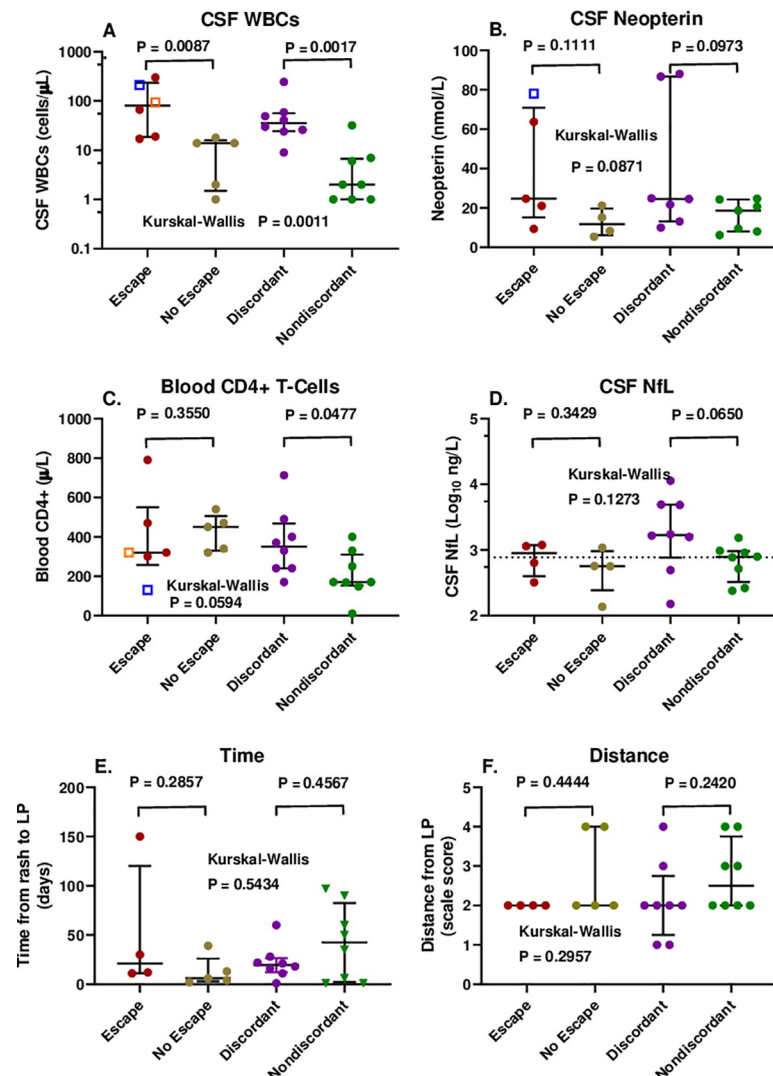 A CSF WBCs
P = 0.0087 P = 0.0017
CSF WBCs (cells/µL)
1000
100
10
1
0.1
Kurskal-Wallis P = 0.0011
Escape
No Escape
Discordant
Nondiscordant
B. CSF Neopterin
P = 0.1111 P = 0.0973
Neopterin (nmol/L)
100
80
60
40
20
0
Kurskal-Wallis
P = 0.0871
Escape
No Escape
Discordant
Nondiscordant
C. Blood CD4+ T-Cells
P = 0.3550 P = 0.0477
Blood CD4+ (µ/L)
1000
800
600
400
200
0
Kurskal-Wallis
P = 0.0594
Escape
No Escape
Discordant
Nondiscordant
D. CSF NfL
P = 0.3429 P = 0.0650
CSF NfL (Log10 ng/L)
5
4
3
2
Kurskal-Wallis
P = 0.1273
Escape
No Escape
Discordant
Nondiscordant
E. Time
P = 0.2857 P = 0.4567
Time from rash to LP
(days)
200
150
100
50
0
Kurskal-Wallis
P = 0.5434
Escape
No Escape
Discordant
Nondiscordant
F. Distance
P = 0.4444 P = 0.2420
Distance from LP
(scale score)
5
4
3
2
1
0
Kurskal-Wallis
P = 0.2957
Escape
No Escape
Discordant
Nondiscordant